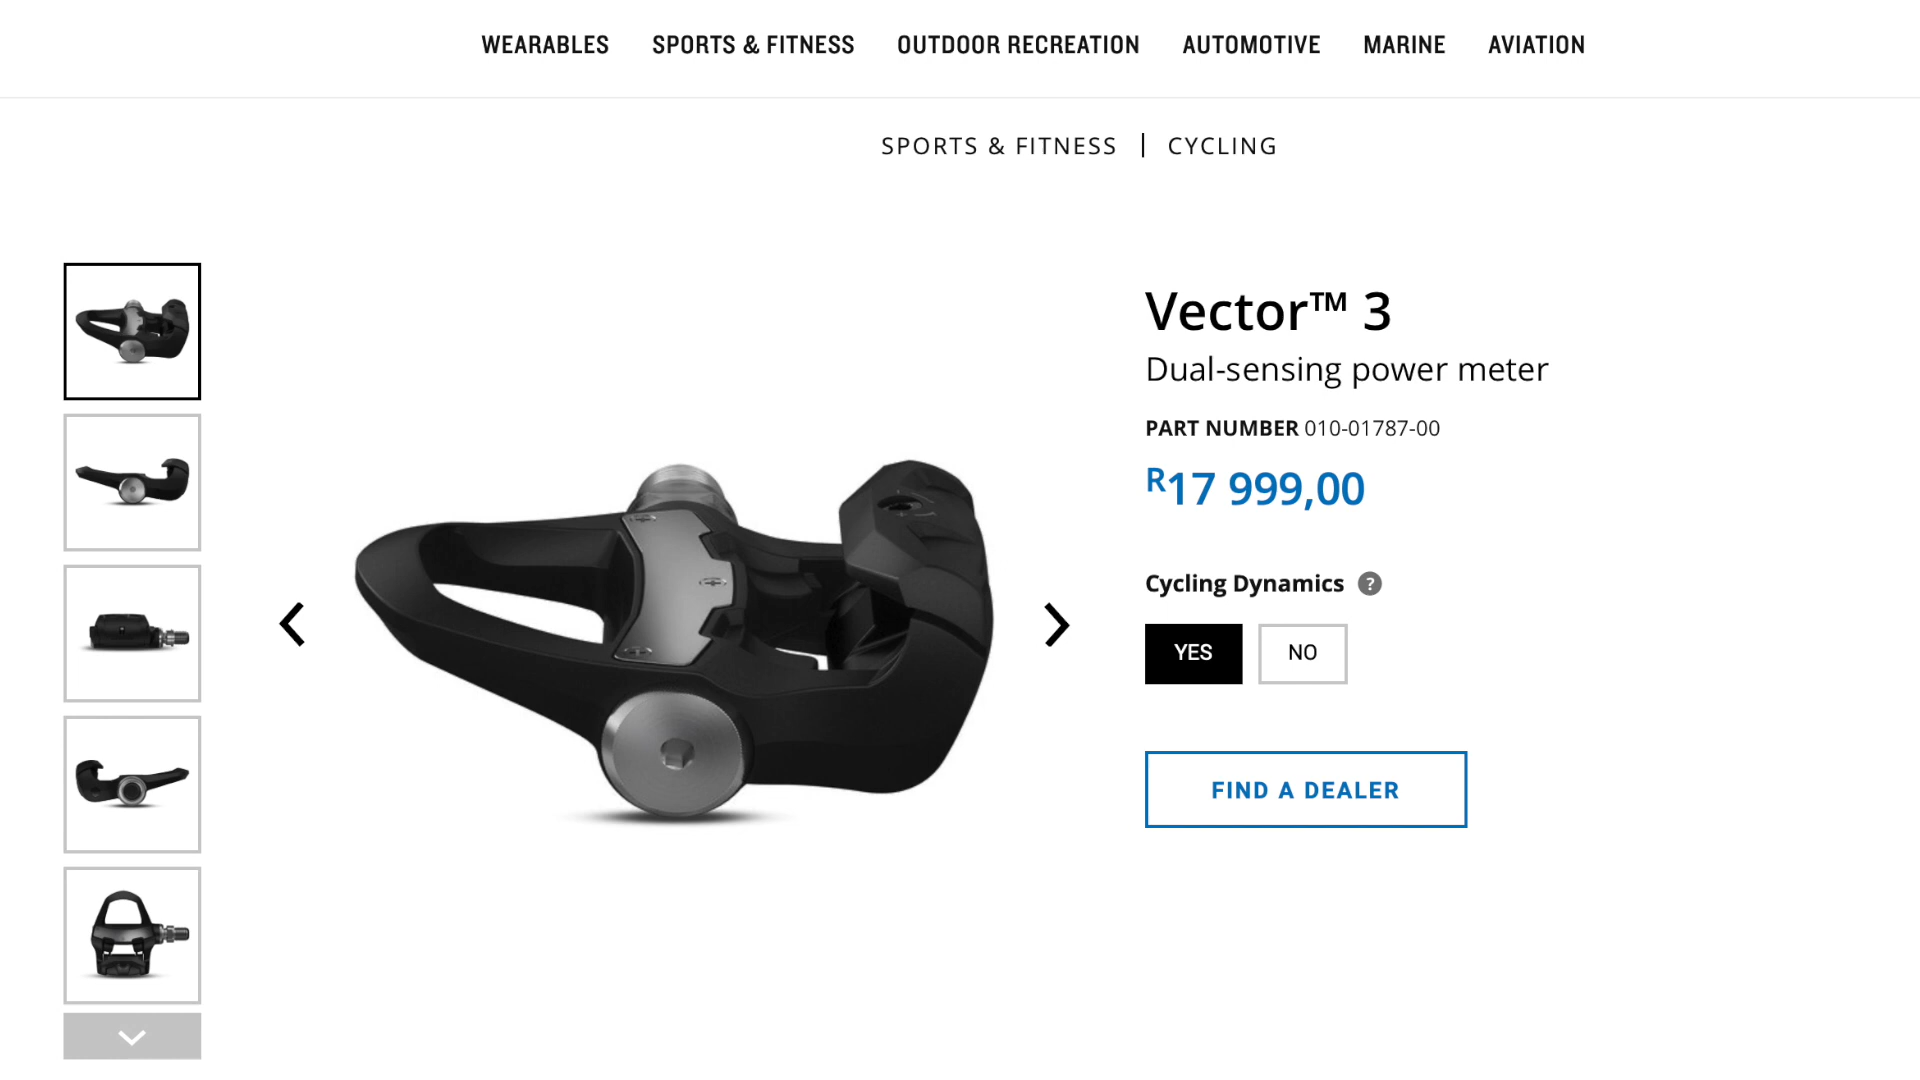 WEARABLES SPORTS & FITNESS OUTDOOR RECREATION AUTOMOTIVE MARINE AVIATION
SPORTS & FITNESS | CYCLING
Vector™ 3
Dual-sensing power meter
PART NUMBER 010-01787-00
R17 999,00
Cycling Dynamics ?
YES NO
FIND A DEALER